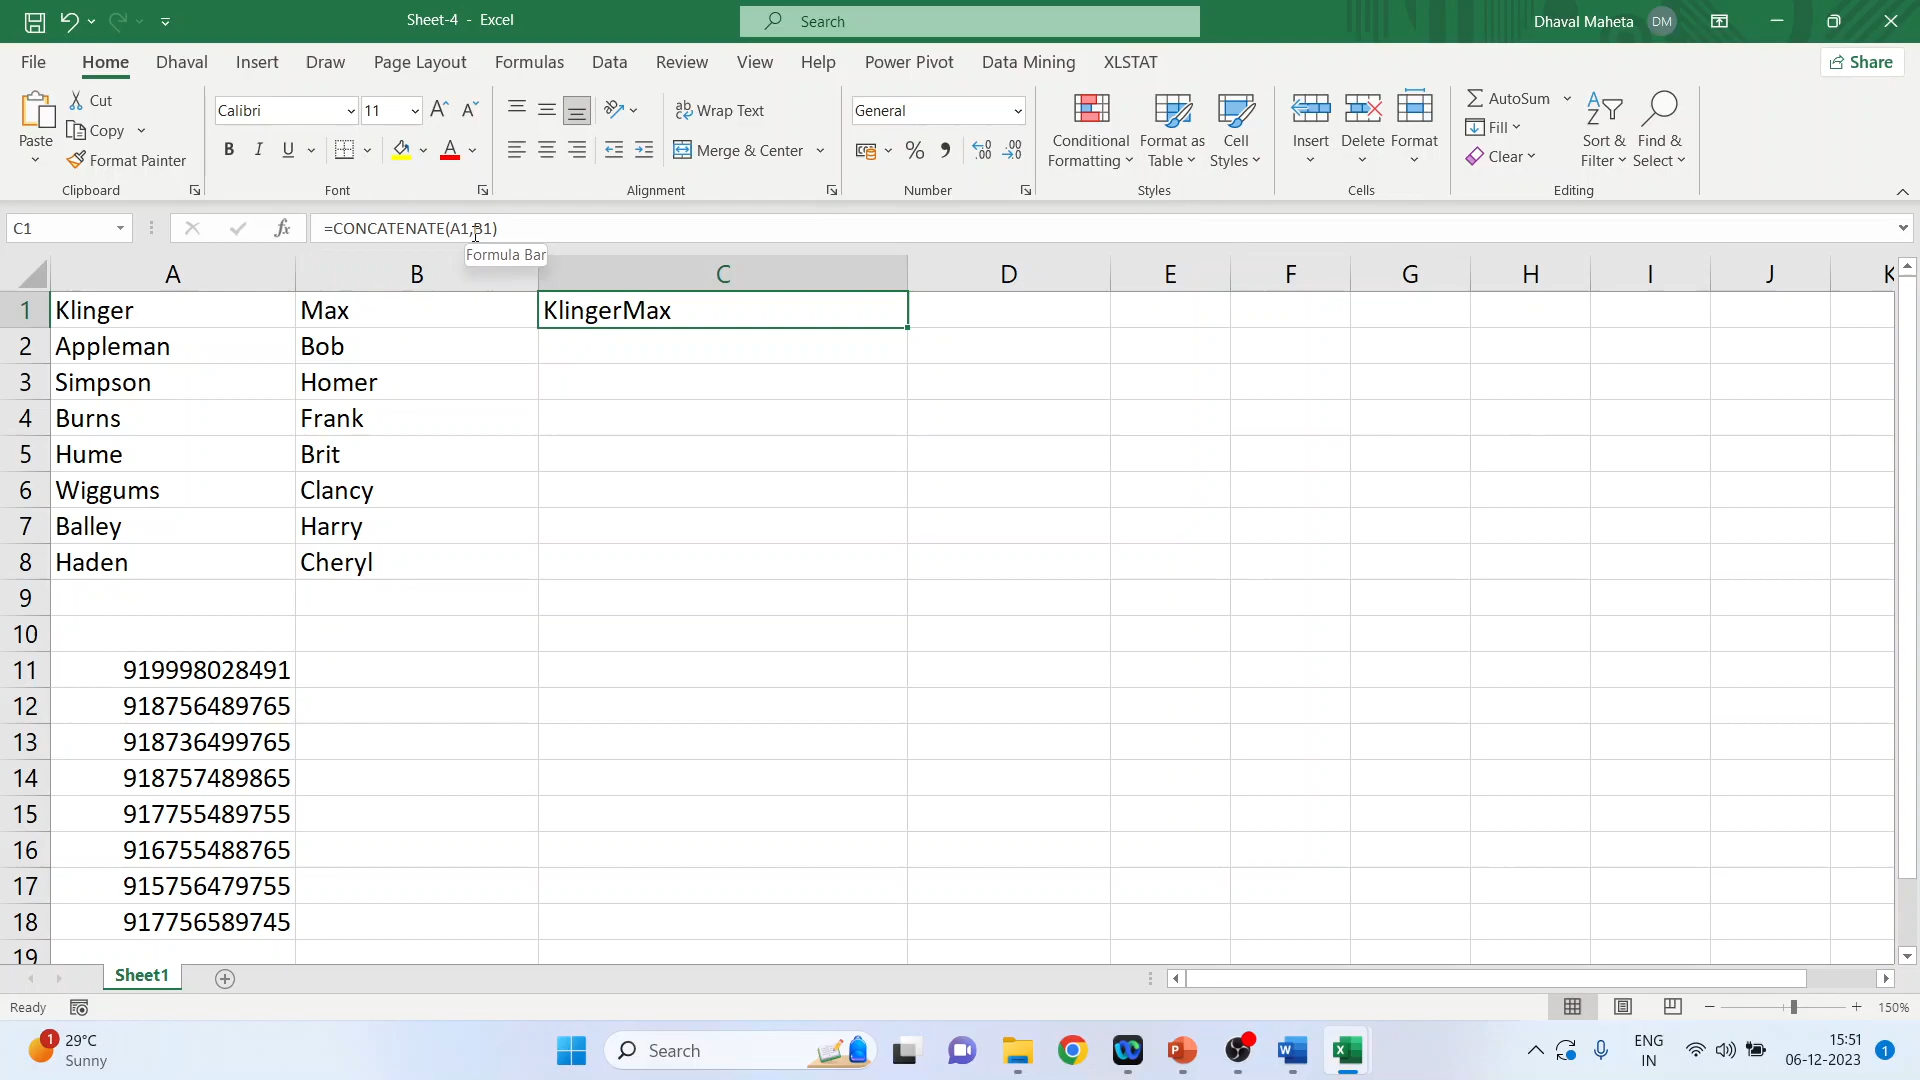 Sheet-4 - Excel
Search
Dhaval Maheta
DM
File Home Dhaval Insert Draw Page Layout Formulas Data Review View Help Power Pivot Data Mining XLSTAT
Share
Paste
Cut
Copy
Format Painter
Clipboard
Calibri 11
B I U
Font
Wrap Text
Merge & Center
Alignment
General
Number
Conditional Formatting
Format as Table
Cell Styles
Styles
Insert Delete Format
Cells
AutoSum
Fill
Clear
Sort & Filter
Find & Select
Editing
C1
fx
=CONCATENATE(A1,B1)
Formula Bar
A B C D E F G H I J K
1 Klinger Max KlingerMax
2 Appleman Bob
3 Simpson Homer
4 Burns Frank
5 Hume Brit
6 Wiggums Clancy
7 Balley Harry
8 Haden Cheryl
9
10
11 919998028491
12 918756489765
13 918736499765
14 918757489865
15 917755489755
16 916755488765
17 915756479755
18 917756589745
19
Sheet1
Ready
150%
1
29°C
Sunny
Search
ENG
IN
15:51
06-12-2023
1